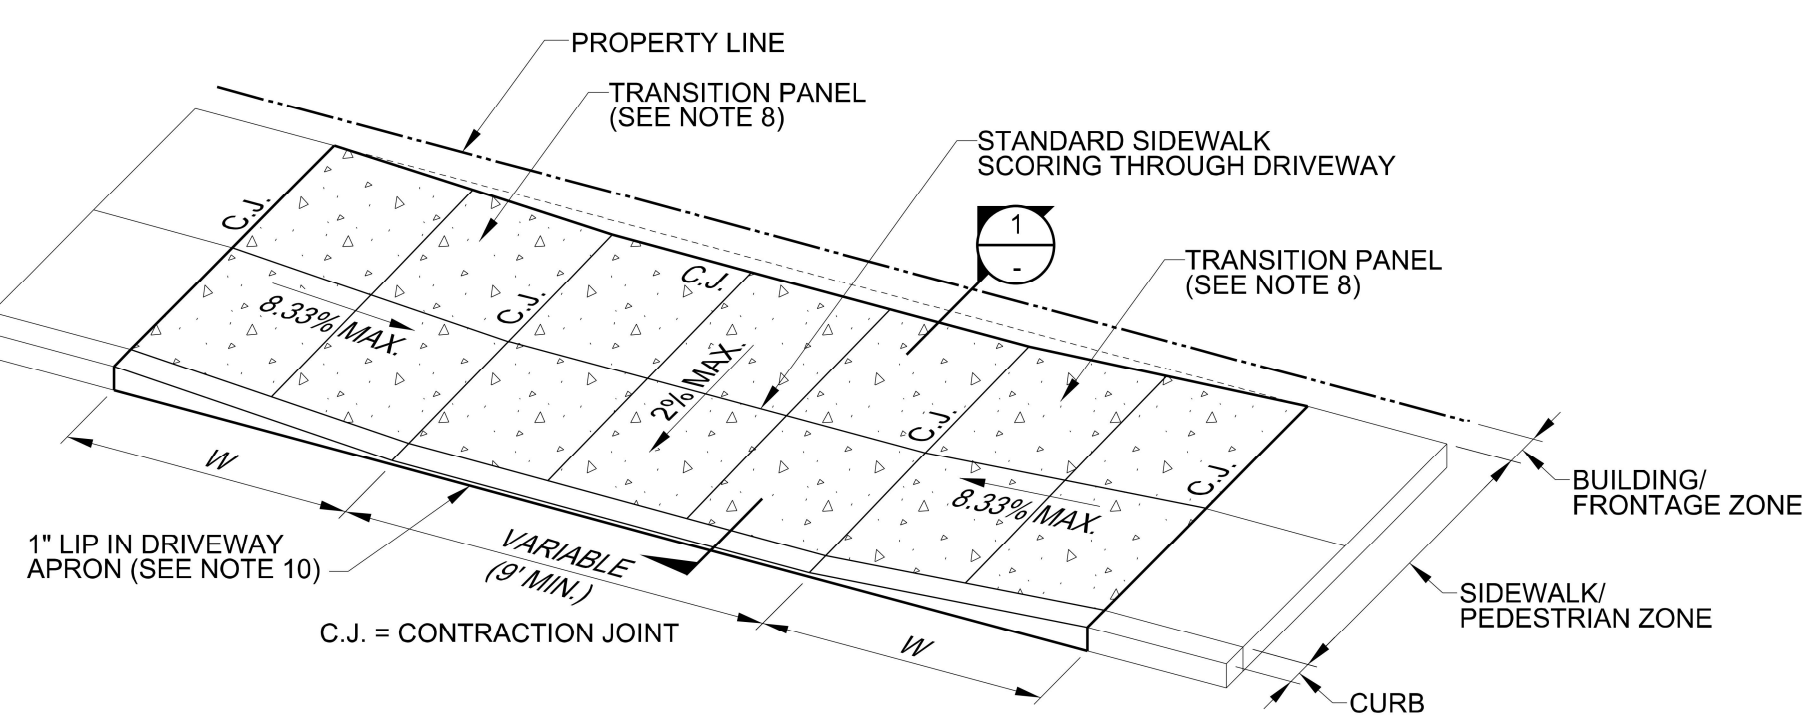 PROPERTY LINE
TRANSITION PANEL
(SEE NOTE 8)
STANDARD SIDEWALK
SCORING THROUGH DRIVEWAY
1
-
TRANSITION PANEL
(SEE NOTE 8)
C.J.
C.J.
C.J.
8.33% MAX.
2% MAX.
C.J.
C.J.
8.33% MAX.
W
BUILDING/
FRONTAGE ZONE
1" LIP IN DRIVEWAY
APRON (SEE NOTE 10)
VARIABLE
(9' MIN.)
SIDEWALK/
PEDESTRIAN ZONE
C.J. = CONTRACTION JOINT
W
CURB